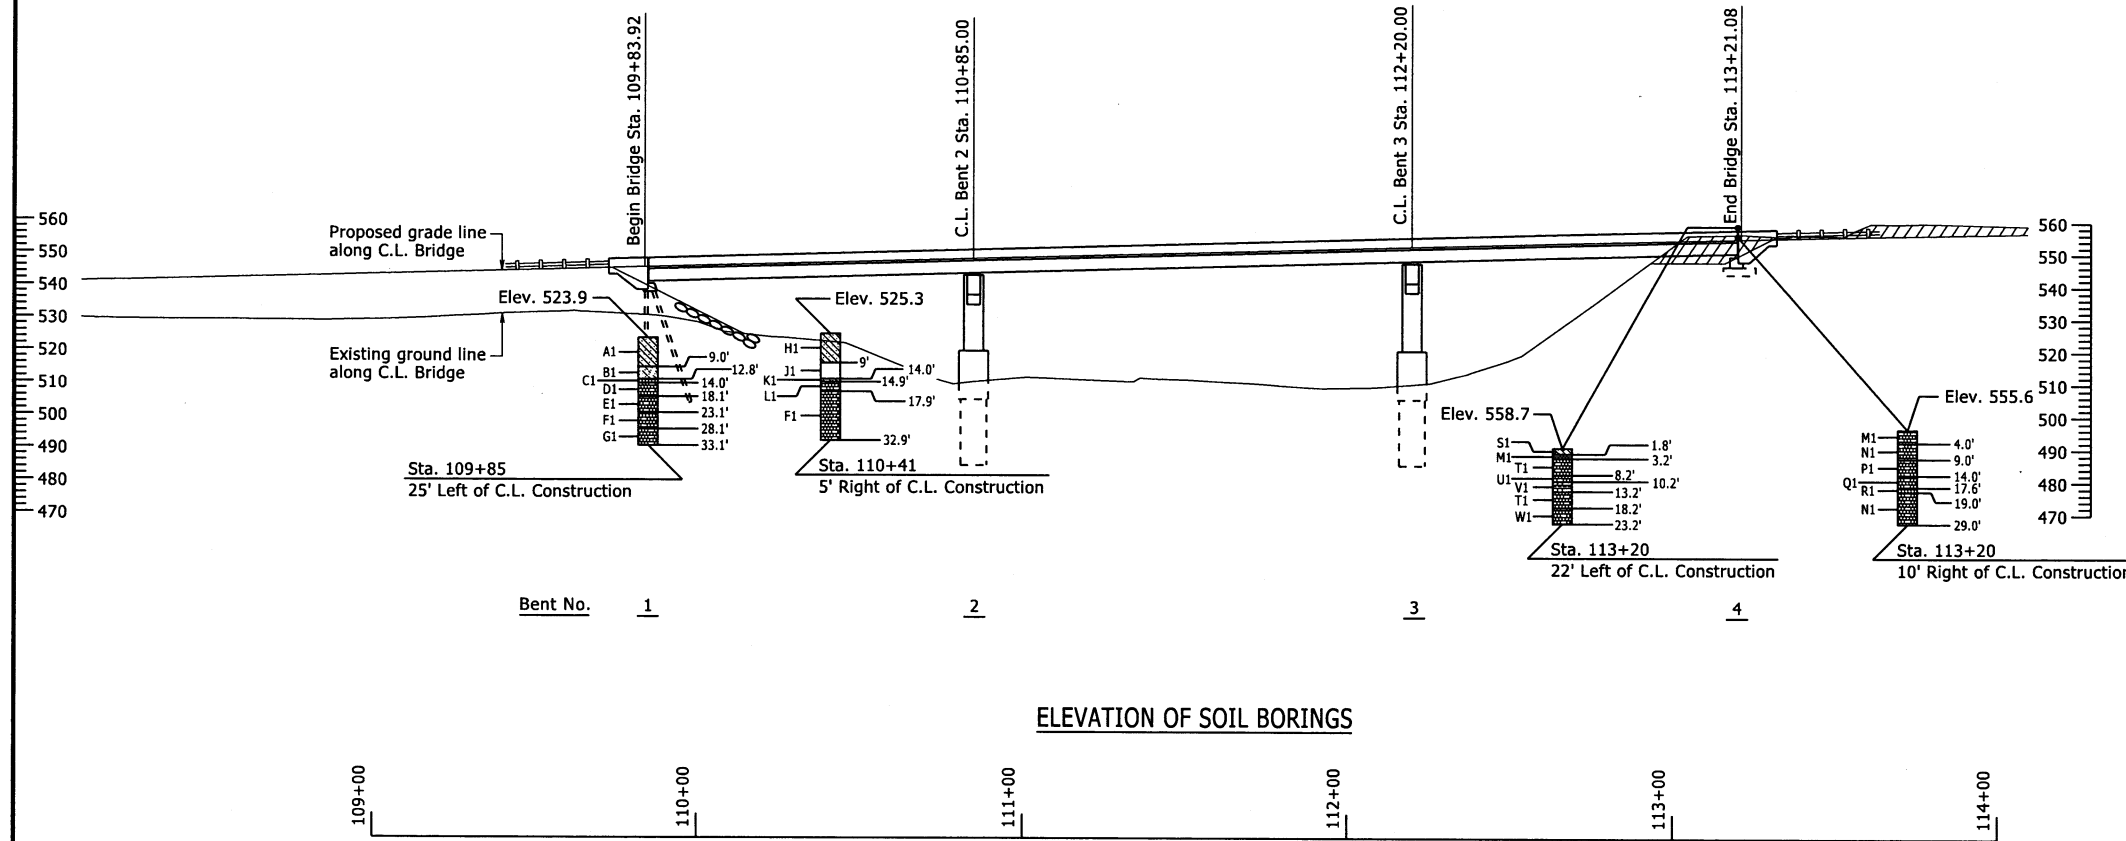 Begin Bridge Sta. 109+83.92
C.L. Bent 2 Sta. 110+85.00
C.L. Bent 3 Sta. 112+20.00
End Bridge Sta. 113+21.08
560
550
540
530
520
510
500
490
480
470
Proposed grade line
along C.L. Bridge
Existing ground line
along C.L. Bridge
Elev. 523.9
A1
B1
C1
D1
E1
F1
G1
9.0'
12.8'
14.0'
18.1'
23.1'
28.1'
33.1'
Sta. 109+85
25' Left of C.L. Construction
Elev. 525.3
H1
J1
K1
L1
F1
9'
14.0'
14.9'
17.9'
32.9'
Sta. 110+41
5' Right of C.L. Construction
Elev. 558.7
S1
M1
T1
U1
V1
T1
W1
1.8'
3.2'
8.2'
10.2'
13.2'
18.2'
23.2'
Sta. 113+20
22' Left of C.L. Construction
Elev. 555.6
M1
N1
P1
Q1
R1
N1
4.0'
9.0'
14.0'
17.6'
19.0'
29.0'
Sta. 113+20
10' Right of C.L. Construction
560
550
540
530
520
510
500
490
480
470
Bent No. 1 2 3 4
ELEVATION OF SOIL BORINGS
109+00
110+00
111+00
112+00
113+00
114+00